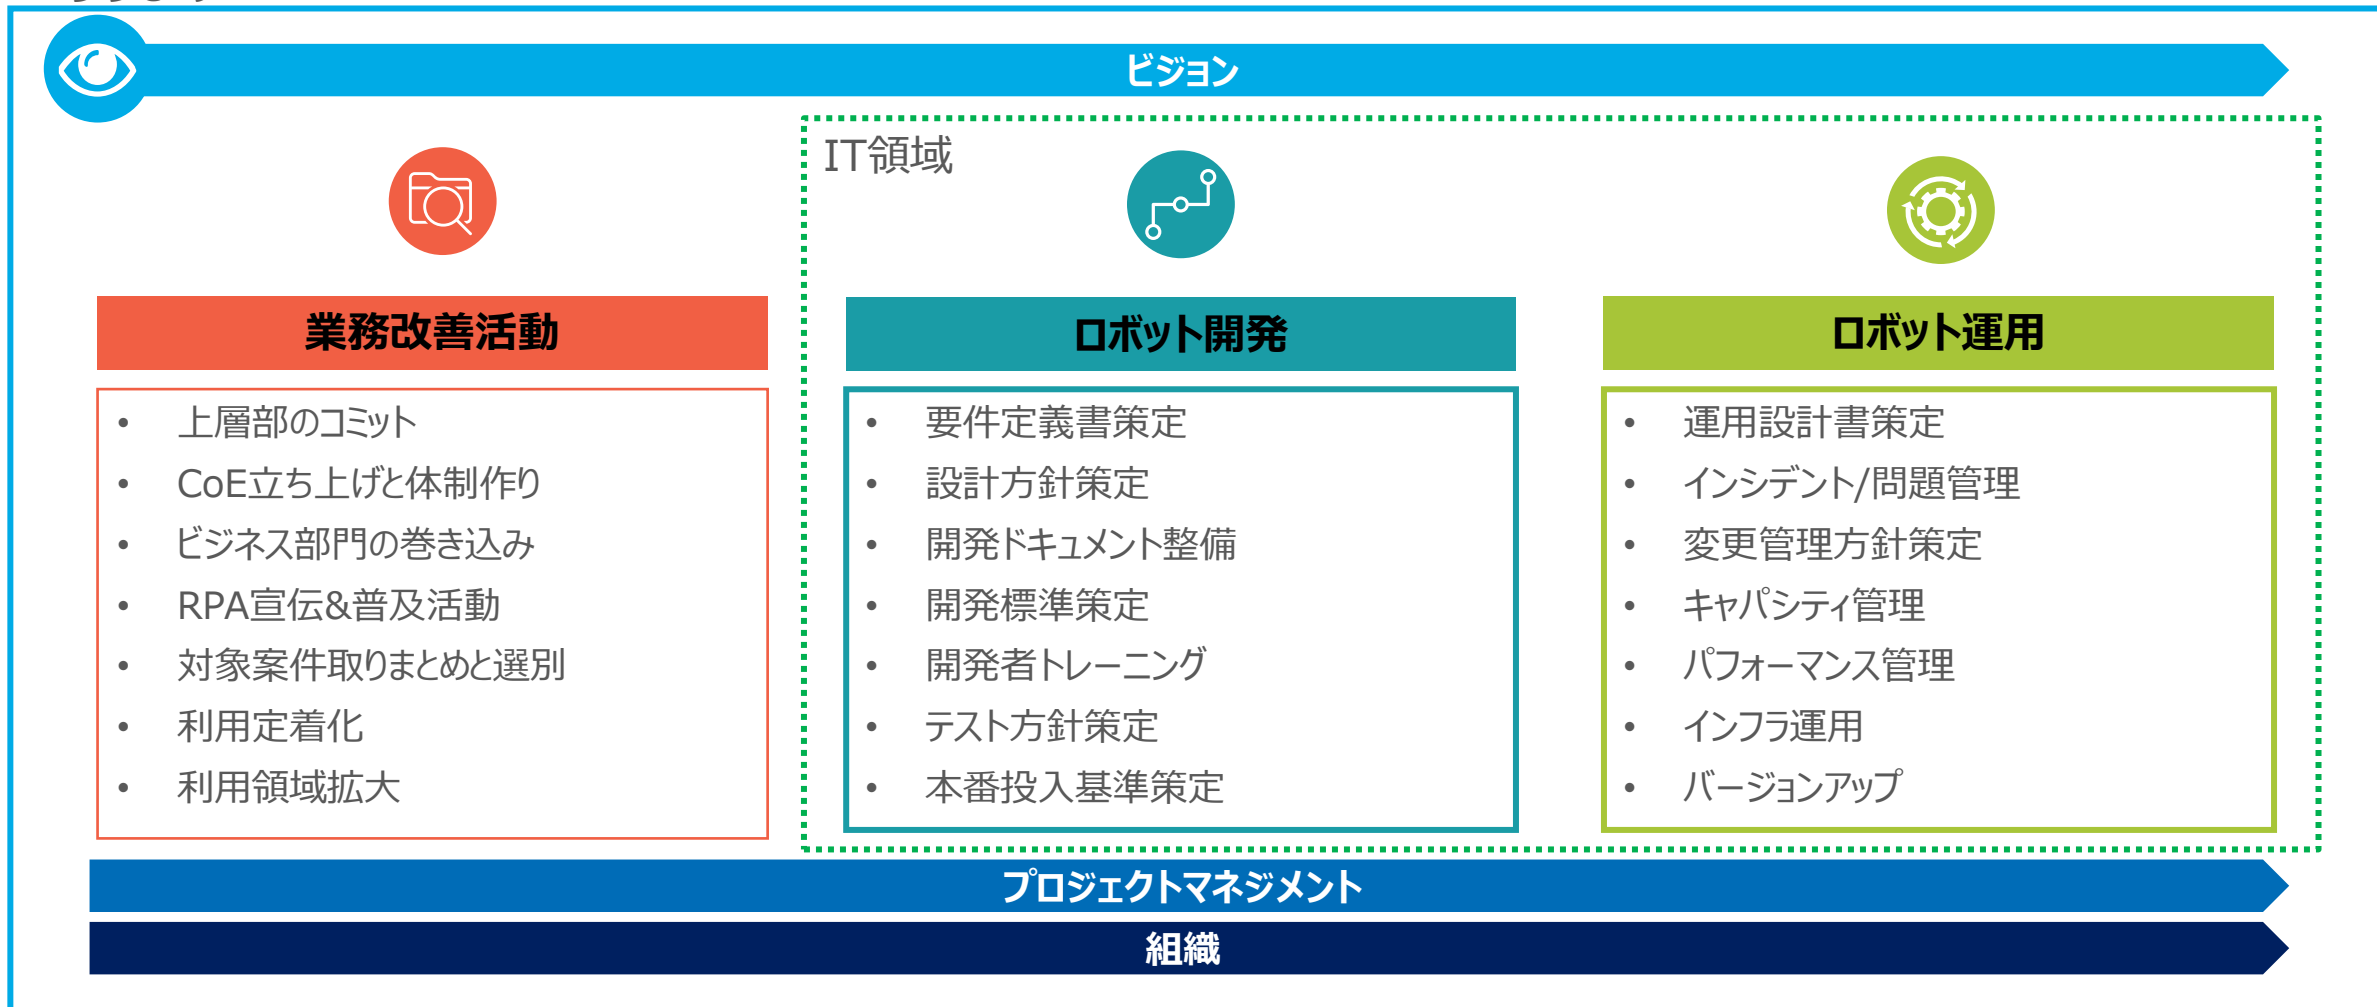 ビジョン
IT領域
業務改善活動
• 上層部のコミット
• CoE立ち上げと体制作り
• ビジネス部門の巻き込み
• RPA宣伝&普及活動
• 対象案件取りまとめと選別
• 利用定着化
• 利用領域拡大
ロボット開発
• 要件定義書策定
• 設計方針策定
• 開発ドキュメント整備
• 開発標準策定
• 開発者トレーニング
• テスト方針策定
• 本番投入基準策定
ロボット運用
• 運用設計書策定
• インシデント/問題管理
• 変更管理方針策定
• キャパシティ管理
• パフォーマンス管理
• インフラ運用
• バージョンアップ
プロジェクトマネジメント
組織